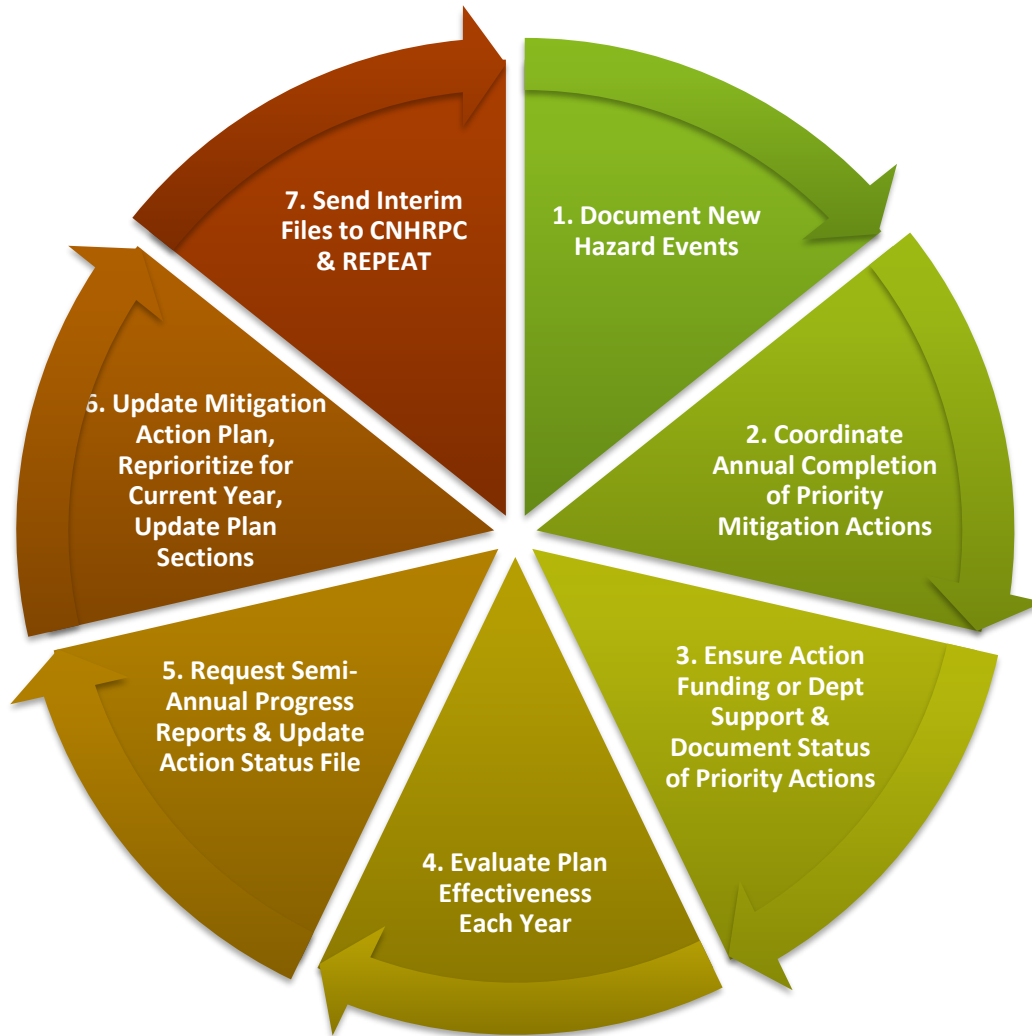 1. Document New
Hazard Events
2. Coordinate
Annual Completion
of Priority
Mitigation Actions
3. Ensure Action
Funding or Dept
Support &
Document Status
of Priority Actions
4. Evaluate Plan
Effectiveness
Each Year
5. Request Semi-
Annual Progress
Reports & Update
Action Status File
6. Update Mitigation
Action Plan,
Reprioritize for
Current Year,
Update Plan
Sections
7. Send Interim
Files to CNHRPC
& REPEAT